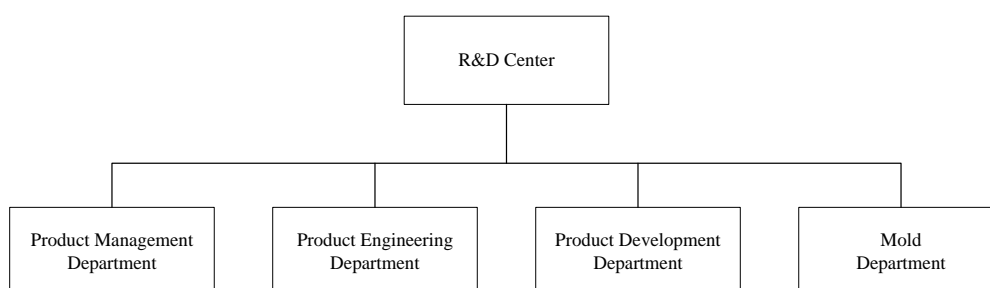 R&D Center
Product Management
Department
Product Engineering
Department
Product Development
Department
Mold
Department